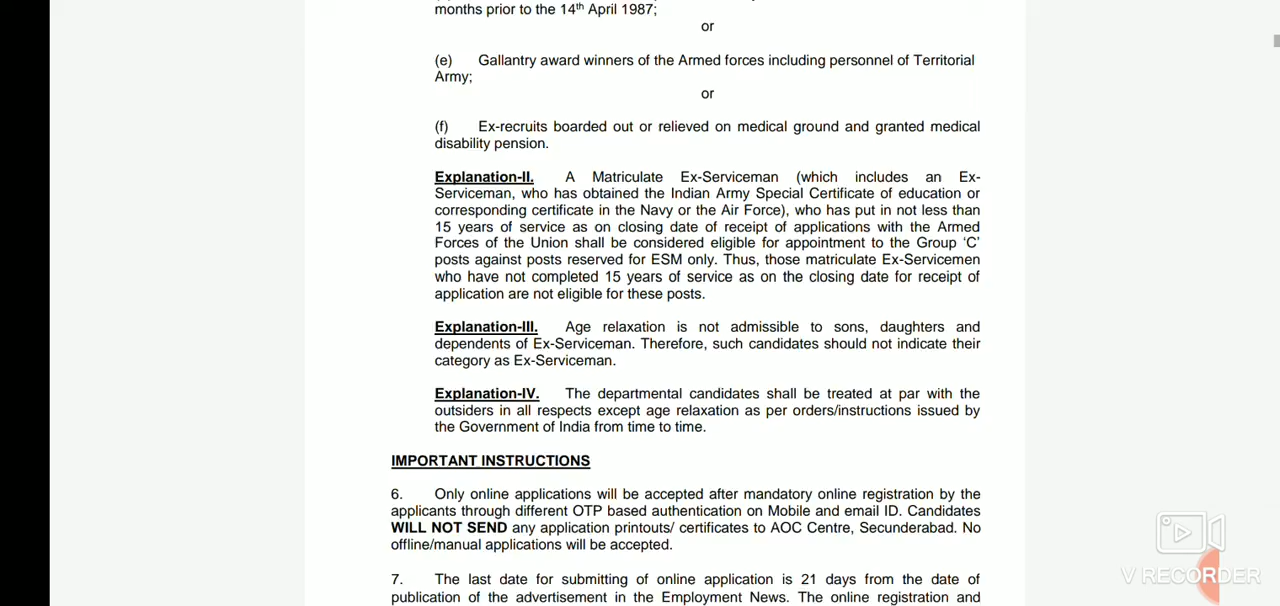 months prior to the 14th April 1987;
or
(e) Gallantry award winners of the Armed forces including personnel of Territorial
Army;
or
(f) Ex-recruits boarded out or relieved on medical ground and granted medical
disability pension.
Explanation-II. A Matriculate Ex-Serviceman (which includes an Ex-
Serviceman, who has obtained the Indian Army Special Certificate of education or
corresponding certificate in the Navy or the Air Force), who has put in not less than
15 years of service as on closing date of receipt of applications with the Armed
Forces of the Union shall be considered eligible for appointment to the Group ‘C’
posts against posts reserved for ESM only. Thus, those matriculate Ex-Servicemen
who have not completed 15 years of service as on the closing date for receipt of
application are not eligible for these posts.
Explanation-III. Age relaxation is not admissible to sons, daughters and
dependents of Ex-Serviceman. Therefore, such candidates should not indicate their
category as Ex-Serviceman.
Explanation-IV. The departmental candidates shall be treated at par with the
outsiders in all respects except age relaxation as per orders/instructions issued by
the Government of India from time to time.
IMPORTANT INSTRUCTIONS
6. Only online applications will be accepted after mandatory online registration by the
applicants through different OTP based authentication on Mobile and email ID. Candidates
WILL NOT SEND any application printouts/ certificates to AOC Centre, Secunderabad. No
offline/manual applications will be accepted.
7. The last date for submitting of online application is 21 days from the date of
publication of the advertisement in the Employment News. The online registration and
V RECORDER